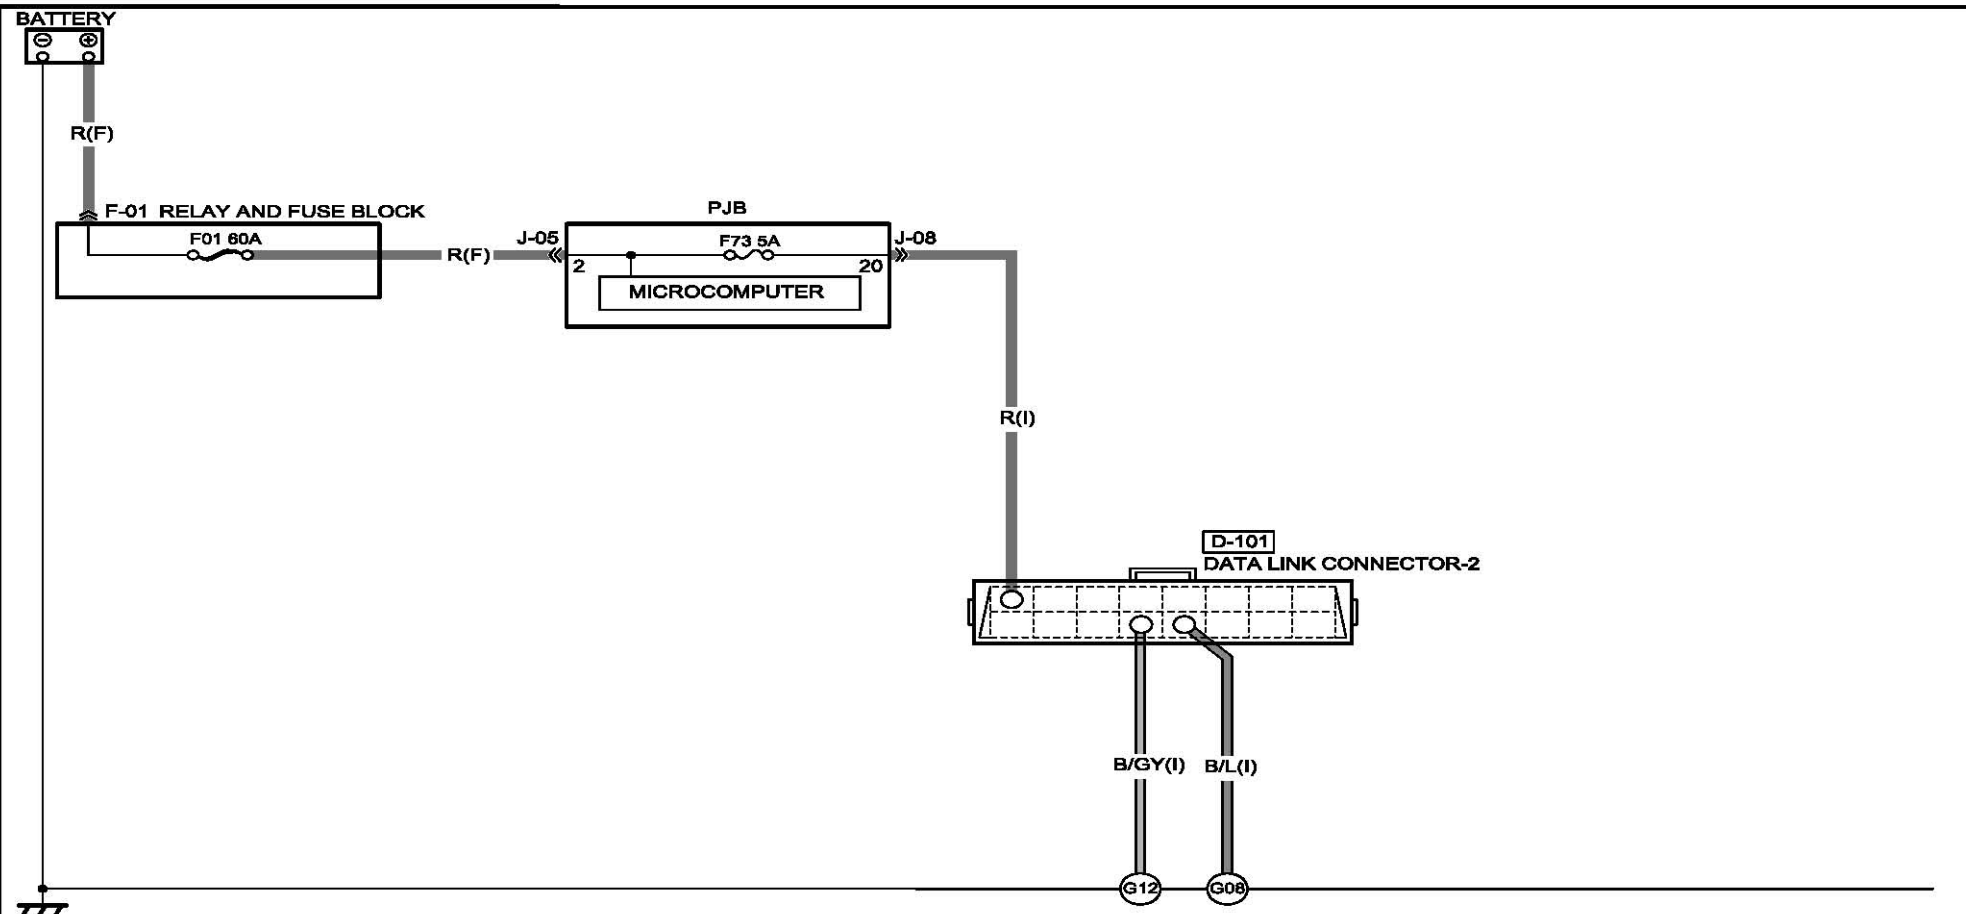 BATTERY
R(F)
F-01 RELAY AND FUSE BLOCK
F01 60A
R(F)
J-05
PJB
F73 5A
J-08
2
20
MICROCOMPUTER
R(I)
D-101
DATA LINK CONNECTOR-2
B/GY(I)
B/L(I)
G12
G08